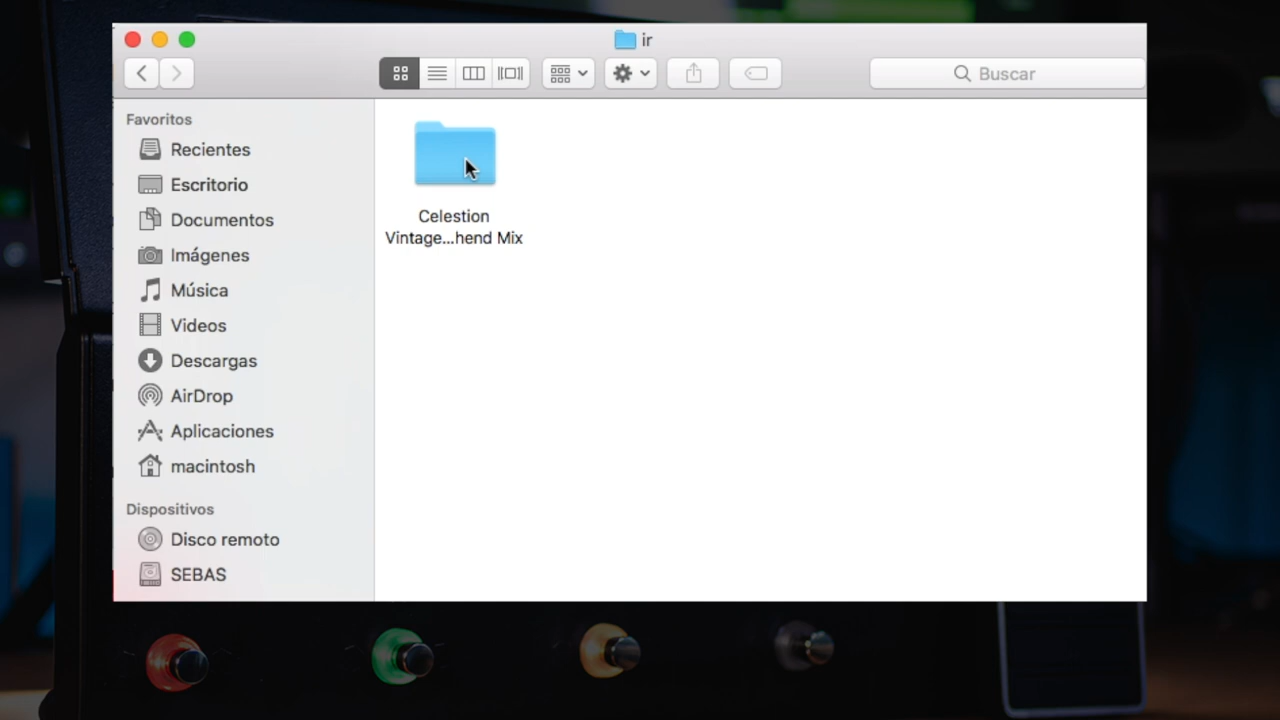 ir
Buscar
Favoritos
Recientes
Escritorio
Documentos
Imágenes
Música
Videos
Descargas
AirDrop
Aplicaciones
macintosh
Dispositivos
Disco remoto
SEBAS
Celestion
Vintage...hend Mix